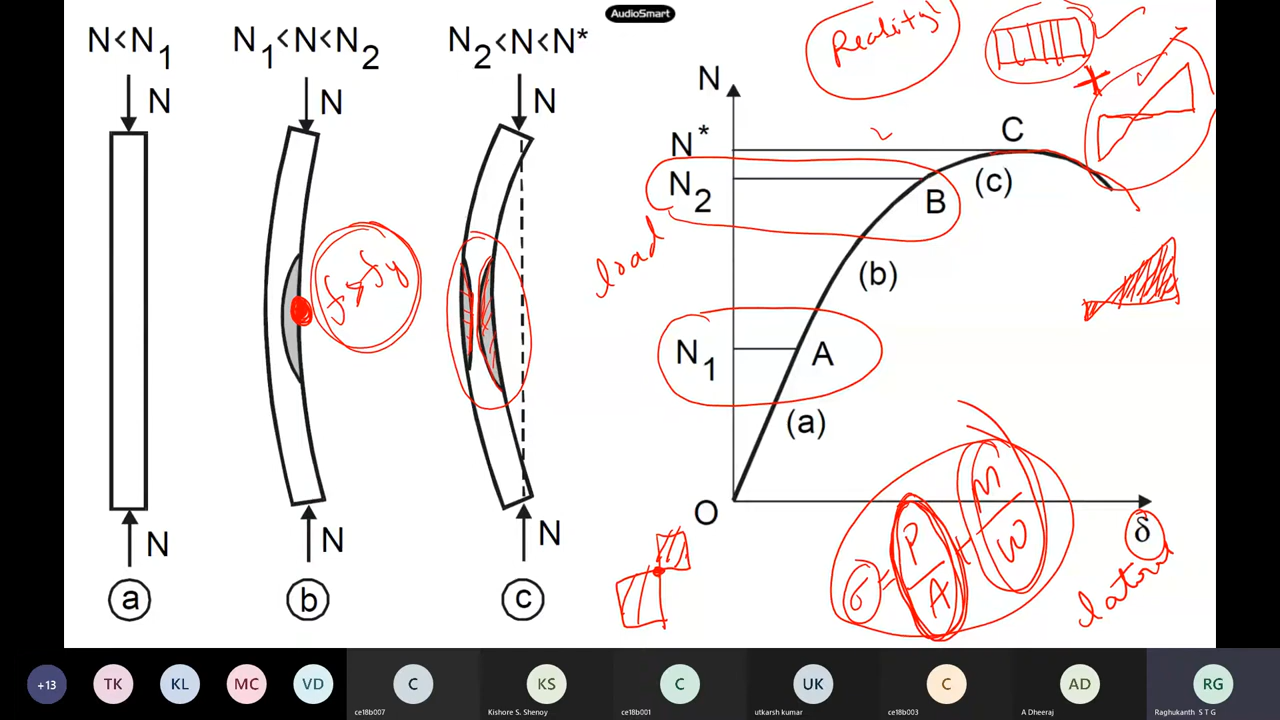 AudioSmart
N<N1
N1<N<N2
N2<N<N*
N
N
N
N
N
N
a
b
c
f > fy
Reality!
N
N*
N2
N1
O
A
B
C
(a)
(b)
(c)
δ
load
lateral
σ = P/A + M/W
+
+13
TK
KL
MC
VD
C
ce18b007
KS
Kishore S. Shenoy
C
ce18b001
UK
utkarsh kumar
C
ce18b003
AD
A Dheeraj
RG
Raghukanth S T G